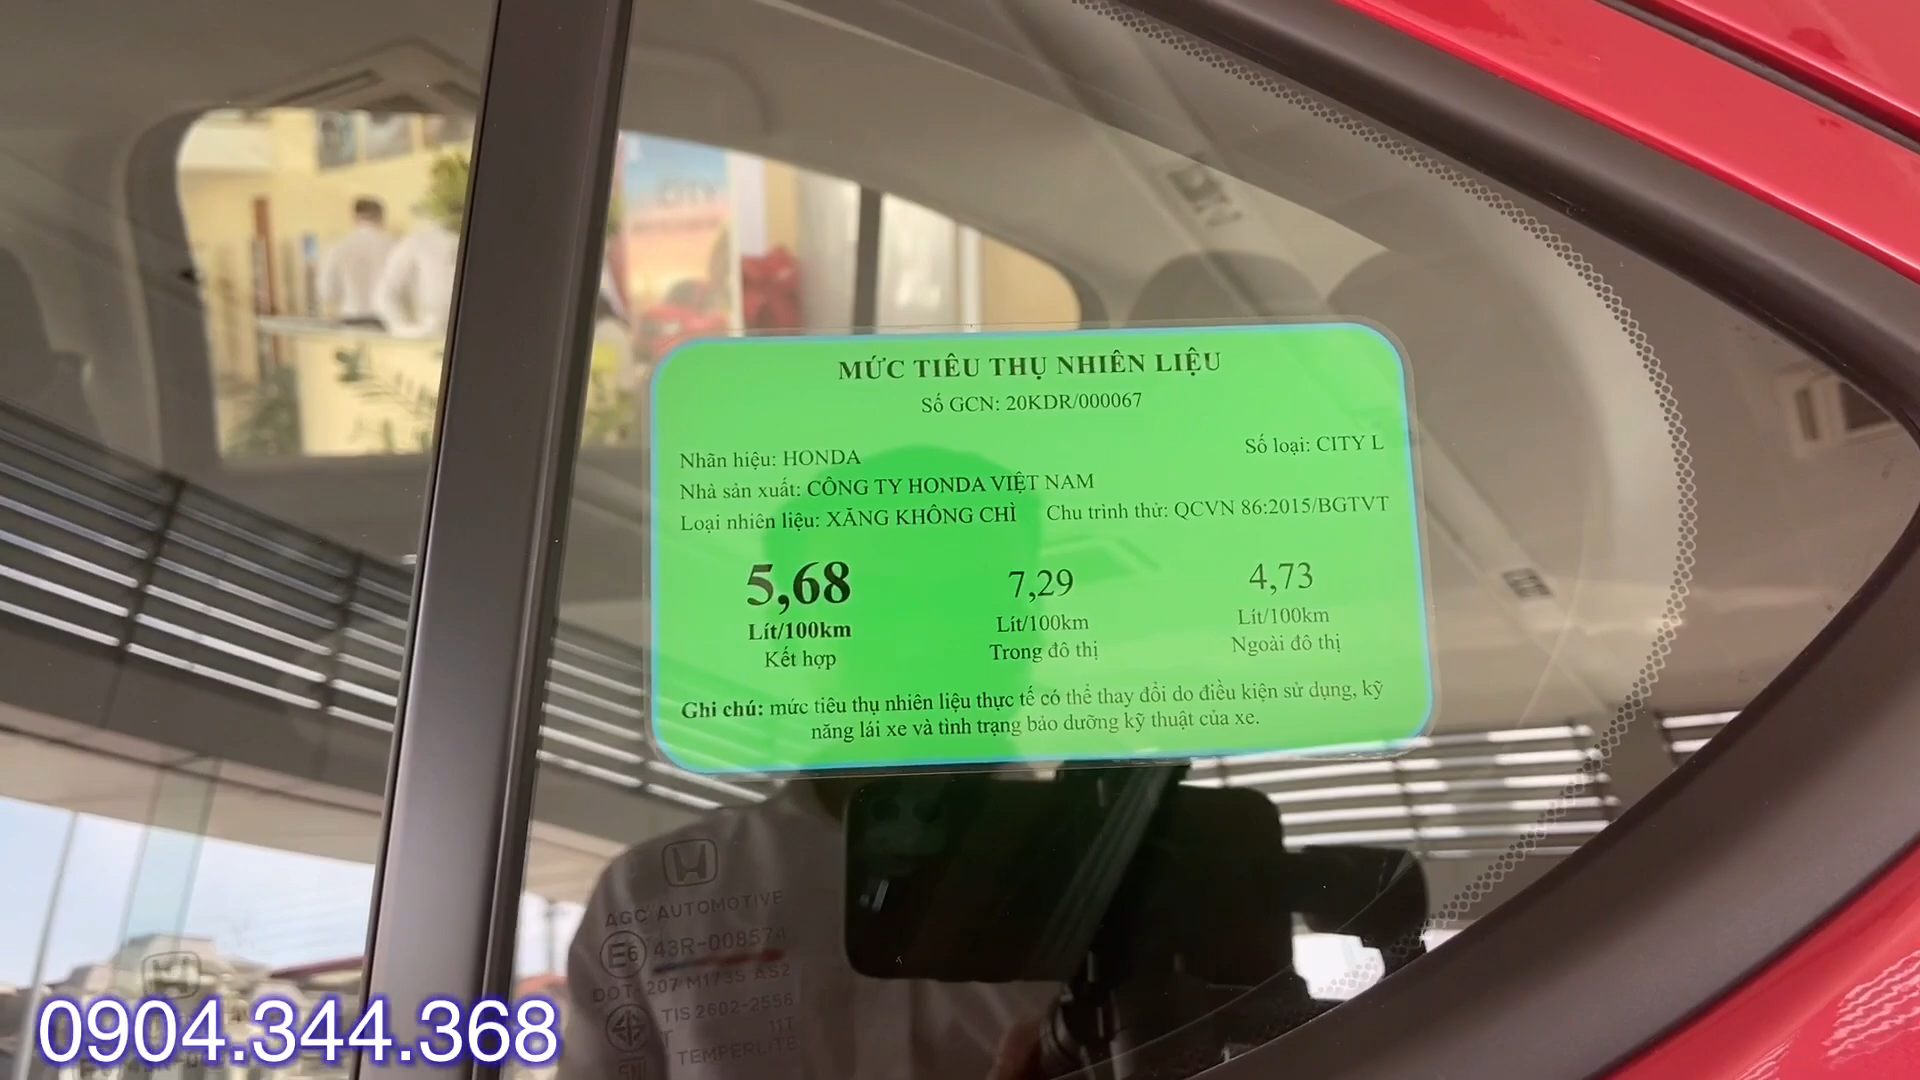 CITY
MỨC TIÊU THỤ NHIÊN LIỆU
Số GCN: 20KDR/000067
Nhãn hiệu: HONDA Số loại: CITY L
Nhà sản xuất: CÔNG TY HONDA VIỆT NAM
Loại nhiên liệu: XĂNG KHÔNG CHÌ Chu trình thử: QCVN 86:2015/BGTVT
5,68 7,29 4,73
Lít/100km Lít/100km Lít/100km
Kết hợp Trong đô thị Ngoài đô thị
Ghi chú: mức tiêu thụ nhiên liệu thực tế có thể thay đổi do điều kiện sử dụng, kỹ
năng lái xe và tình trạng bảo dưỡng kỹ thuật của xe.
AGC AUTOMOTIVE
E6 43R-008574
DOT-207 M173S AS2
TIS 2602-2556
TEMPERLITE
0904.344.368